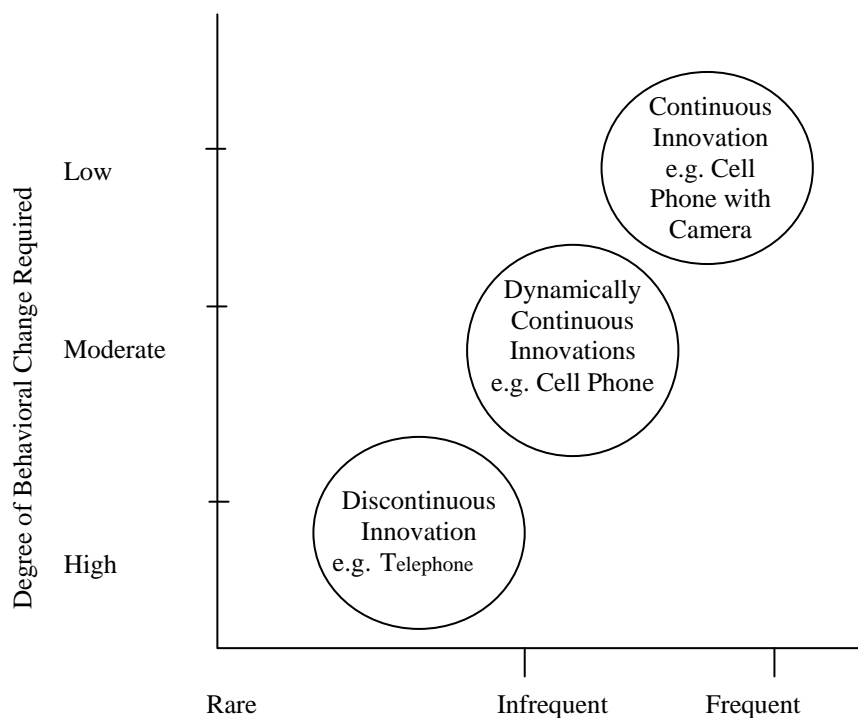 Continuous
Innovation
e.g. Cell
Phone with
Camera
Low
Dynamically
Continuous
Innovations
e.g. Cell Phone
Moderate
Discontinuous
Innovation
e.g. Telephone
High
Degree of Behavioral Change Required
Rare Infrequent Frequent